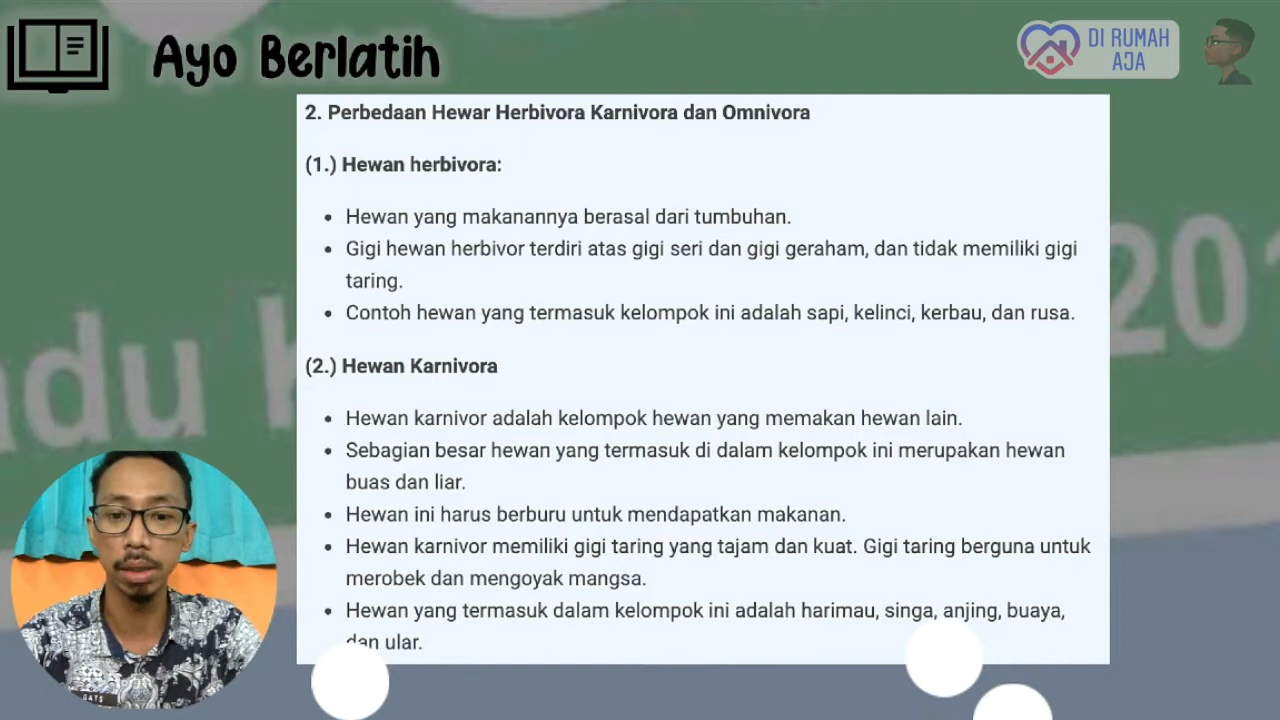 Ayo Berlatih
DI RUMAH
AJA
2. Perbedaan Hewar Herbivora Karnivora dan Omnivora
(1.) Hewan herbivora:
Hewan yang makanannya berasal dari tumbuhan.
Gigi hewan herbivor terdiri atas gigi seri dan gigi geraham, dan tidak memiliki gigi
taring.
Contoh hewan yang termasuk kelompok ini adalah sapi, kelinci, kerbau, dan rusa.
(2.) Hewan Karnivora
Hewan karnivor adalah kelompok hewan yang memakan hewan lain.
Sebagian besar hewan yang termasuk di dalam kelompok ini merupakan hewan
buas dan liar.
Hewan ini harus berburu untuk mendapatkan makanan.
Hewan karnivor memiliki gigi taring yang tajam dan kuat. Gigi taring berguna untuk
merobek dan mengoyak mangsa.
Hewan yang termasuk dalam kelompok ini adalah harimau, singa, anjing, buaya,
dan ular.